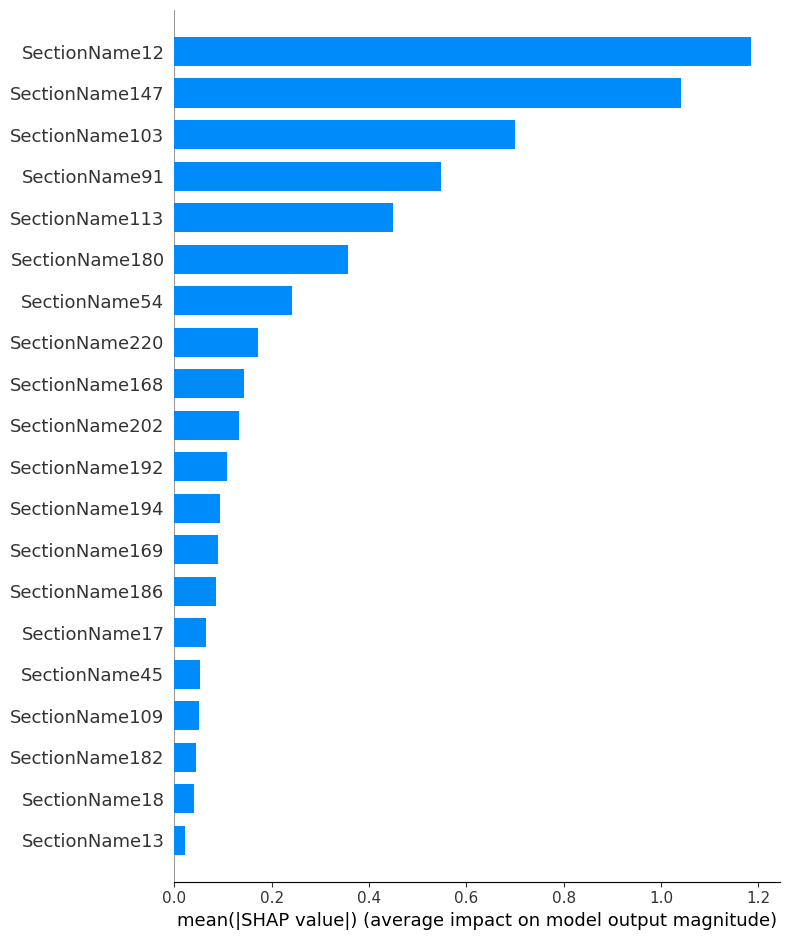 SectionName12
SectionName147
SectionName103
SectionName91
SectionName113
SectionName180
SectionName54
SectionName220
SectionName168
SectionName202
SectionName192
SectionName194
SectionName169
SectionName186
SectionName17
SectionName45
SectionName109
SectionName182
SectionName18
SectionName13
0.0 0.2 0.4 0.6 0.8 1.0 1.2
mean(|SHAP value|) (average impact on model output magnitude)